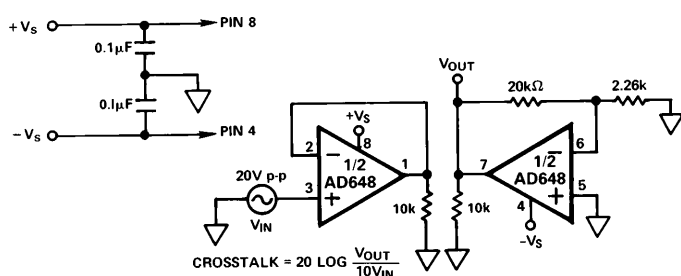 +VS
PIN 8
0.1µF
0.1µF
−VS
PIN 4
20V p-p
VIN
2
3
−
+
1/2
AD648
+VS
8
1
10k
VOUT
20kΩ
2.26k
7
10k
6
5
−
+
1/2
AD648
4
−VS
CROSSTALK = 20 LOG VOUT
10VIN